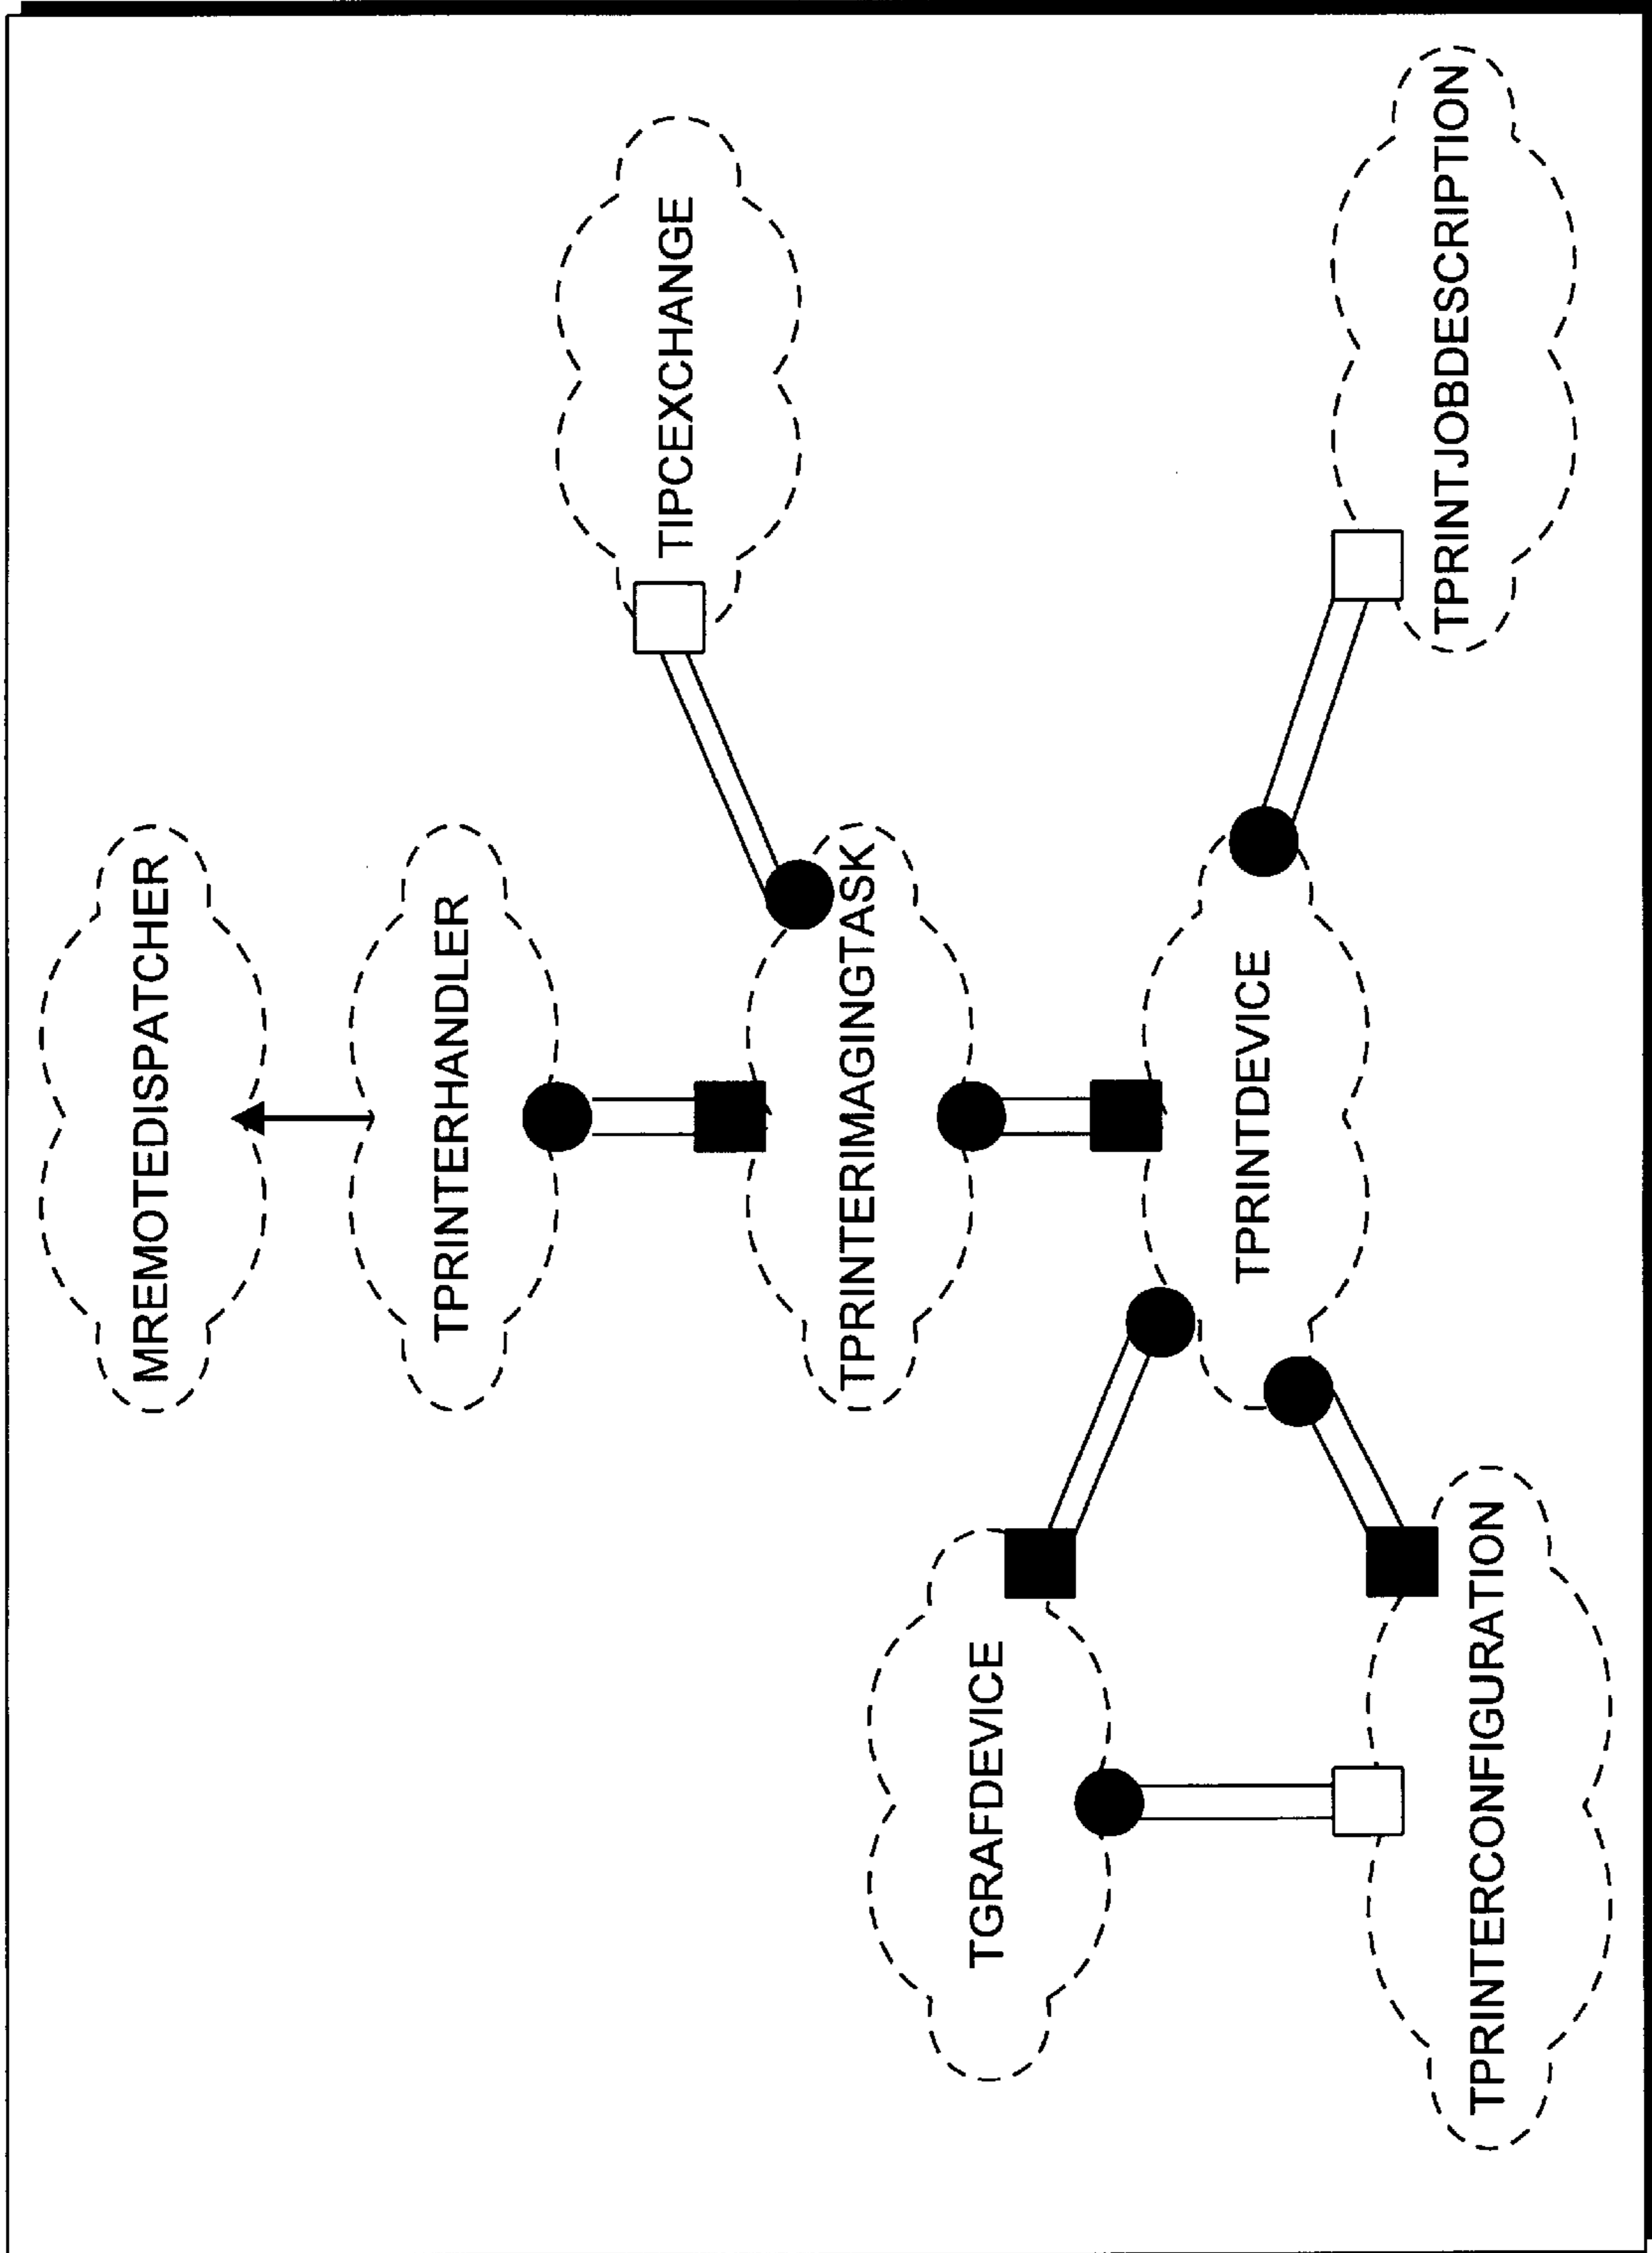 MREMOTEDISPATCHER
TPRINTERHANDLER
TIPCEXCHANGE
TPRINTERIMAGINGTASK
TGRAFDEVICE
TPRINTDEVICE
TPRINTJOBDESCRIPTION
TPRINTERCONFIGURATION